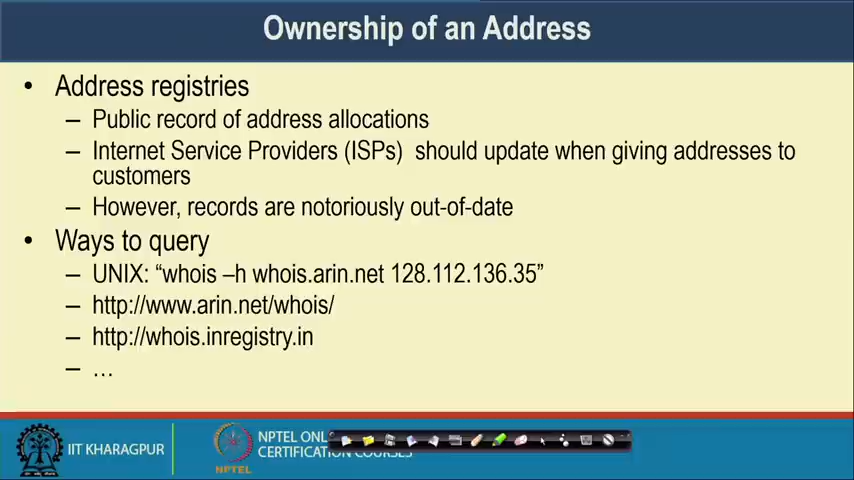 Ownership of an Address
• Address registries
– Public record of address allocations
– Internet Service Providers (ISPs) should update when giving addresses to
customers
– However, records are notoriously out-of-date
• Ways to query
– UNIX: “whois –h whois.arin.net 128.112.136.35”
– http://www.arin.net/whois/
– http://whois.inregistry.in
– …
IIT KHARAGPUR
NPTEL
NPTEL ONL
CERTIFICATION COURSES